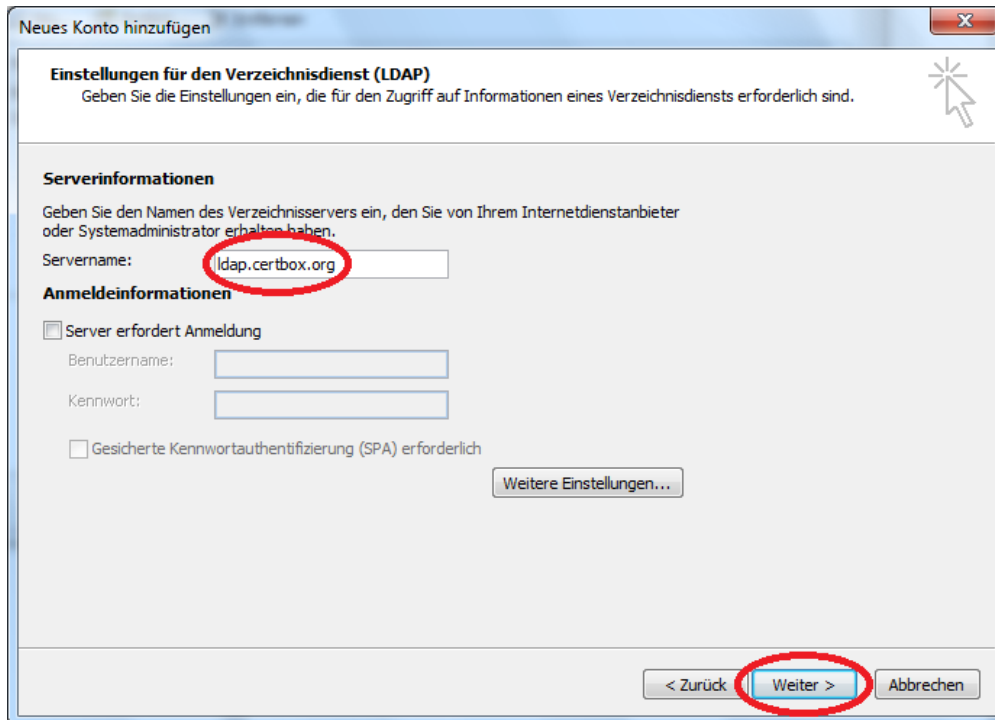 Neues Konto hinzufügen
Einstellungen für den Verzeichnisdienst (LDAP)
Geben Sie die Einstellungen ein, die für den Zugriff auf Informationen eines Verzeichnisdiensts erforderlich sind.
Serverinformationen
Geben Sie den Namen des Verzeichnisservers ein, den Sie von Ihrem Internetdienstanbieter
oder Systemadministrator erhalten haben.
Servername: ldap.certbox.org
Anmeldeinformationen
Server erfordert Anmeldung
Benutzername:
Kennwort:
Gesicherte Kennwortauthentifizierung (SPA) erforderlich
Weitere Einstellungen...
< Zurück Weiter > Abbrechen